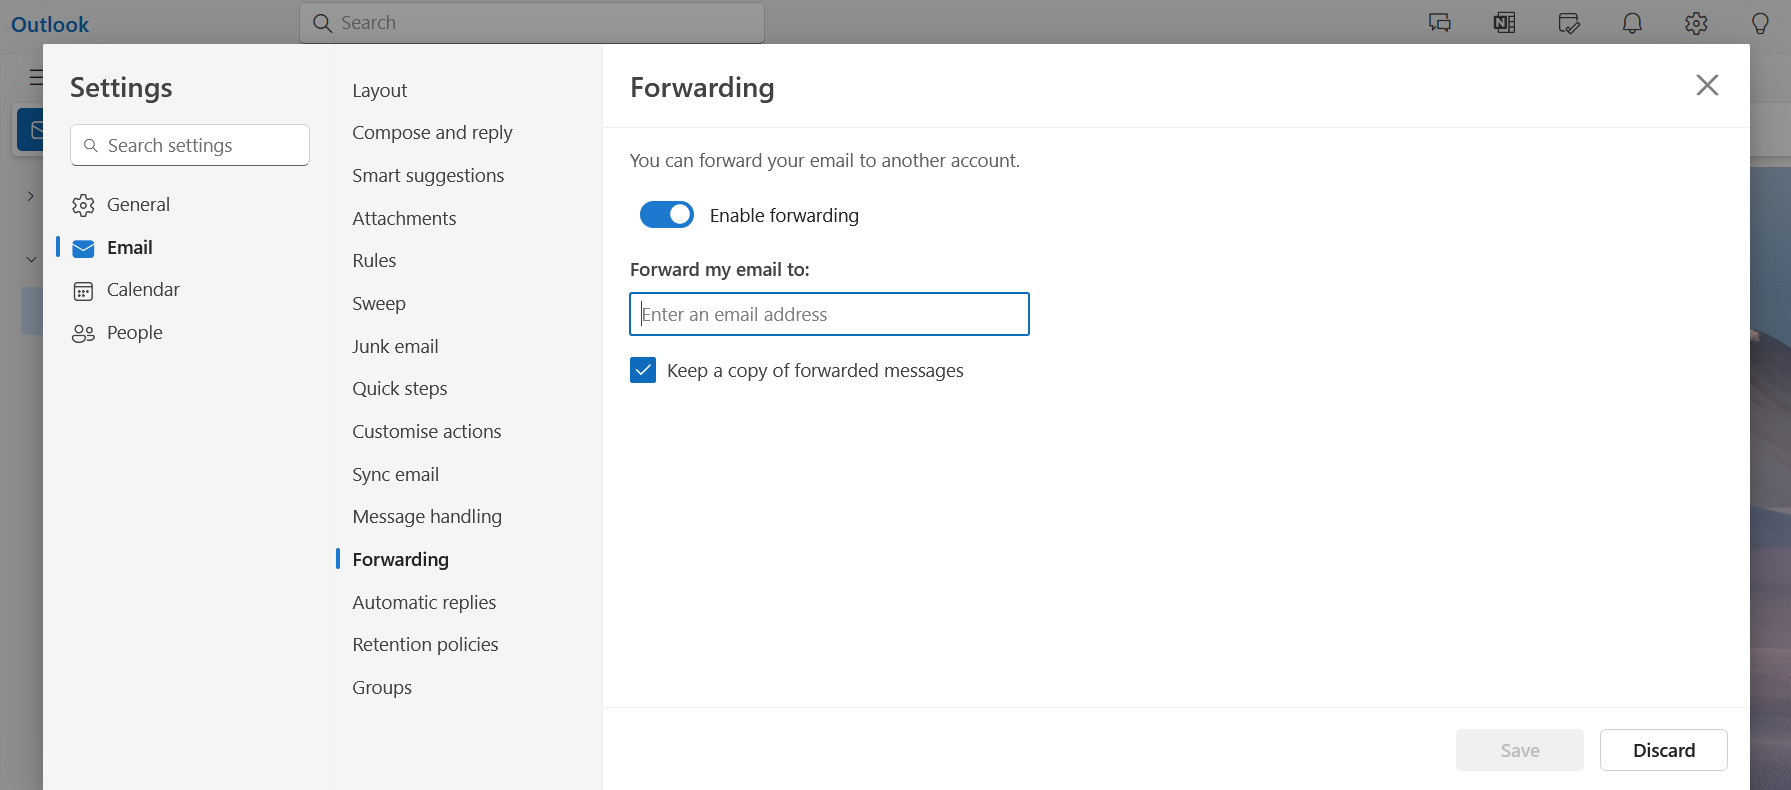 Outlook
Search
Settings
Search settings
General
Email
Calendar
People
Layout
Compose and reply
Smart suggestions
Attachments
Rules
Sweep
Junk email
Quick steps
Customise actions
Sync email
Message handling
Forwarding
Automatic replies
Retention policies
Groups
Forwarding
You can forward your email to another account.
Enable forwarding
Forward my email to:
Enter an email address
Keep a copy of forwarded messages
Save
Discard